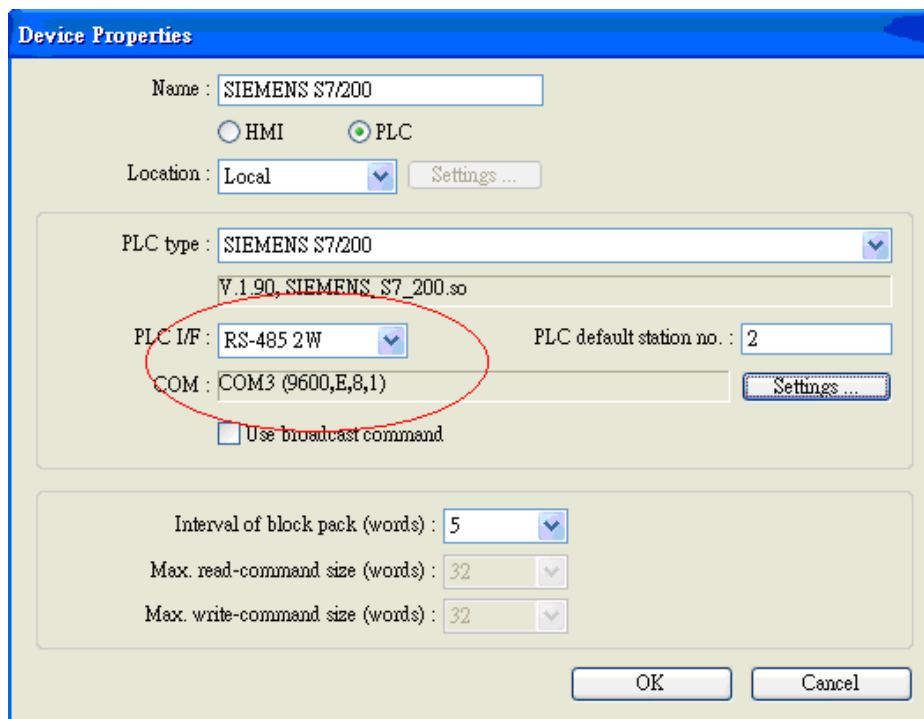 Device Properties
Name : SIEMENS S7/200
HMI PLC
Location : Local Settings ...
PLC type : SIEMENS S7/200
V.1.90, SIEMENS_S7_200.so
PLC I/F : RS-485 2W PLC default station no. : 2
COM : COM3 (9600,E,8,1) Settings ...
Use broadcast command
Interval of block pack (words) : 5
Max. read-command size (words) : 32
Max. write-command size (words) : 32
OK Cancel